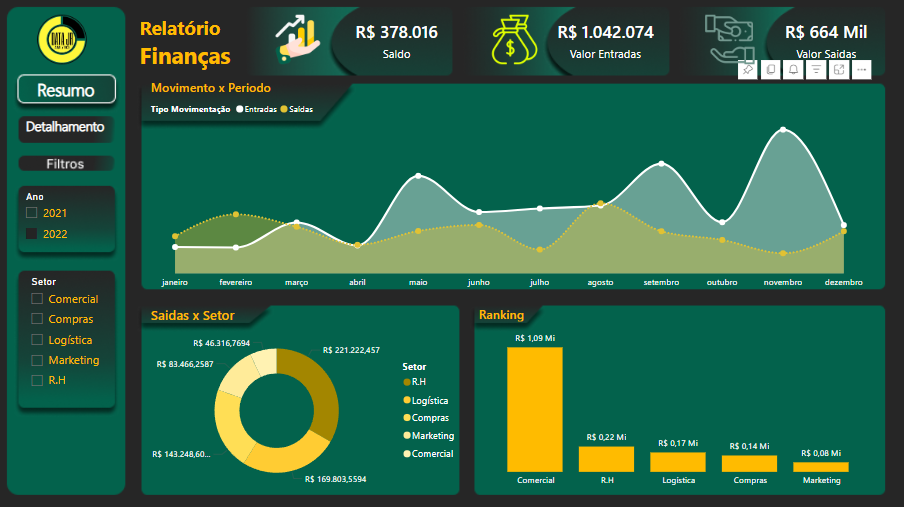 DATA JÁ
Relatório
Finanças
R$ 378.016
Saldo
R$ 1.042.074
Valor Entradas
R$ 664 Mil
Valor Saidas
Resumo
Detalhamento
Filtros
Ano
2021
2022
Setor
Comercial
Compras
Logística
Marketing
R.H
Movimento x Periodo
Tipo Movimentação Entradas Saídas
janeiro fevereiro março abril maio junho julho agosto setembro outubro novembro dezembro
Saidas x Setor
R$ 46.316,7694
R$ 221.222,457
R$ 83.466,2587
R$ 143.248,60...
R$ 169.803,5594
Setor
R.H
Logística
Compras
Marketing
Comercial
Ranking
R$ 1,09 Mi
R$ 0,22 Mi
R$ 0,17 Mi
R$ 0,14 Mi
R$ 0,08 Mi
Comercial R.H Logística Compras Marketing